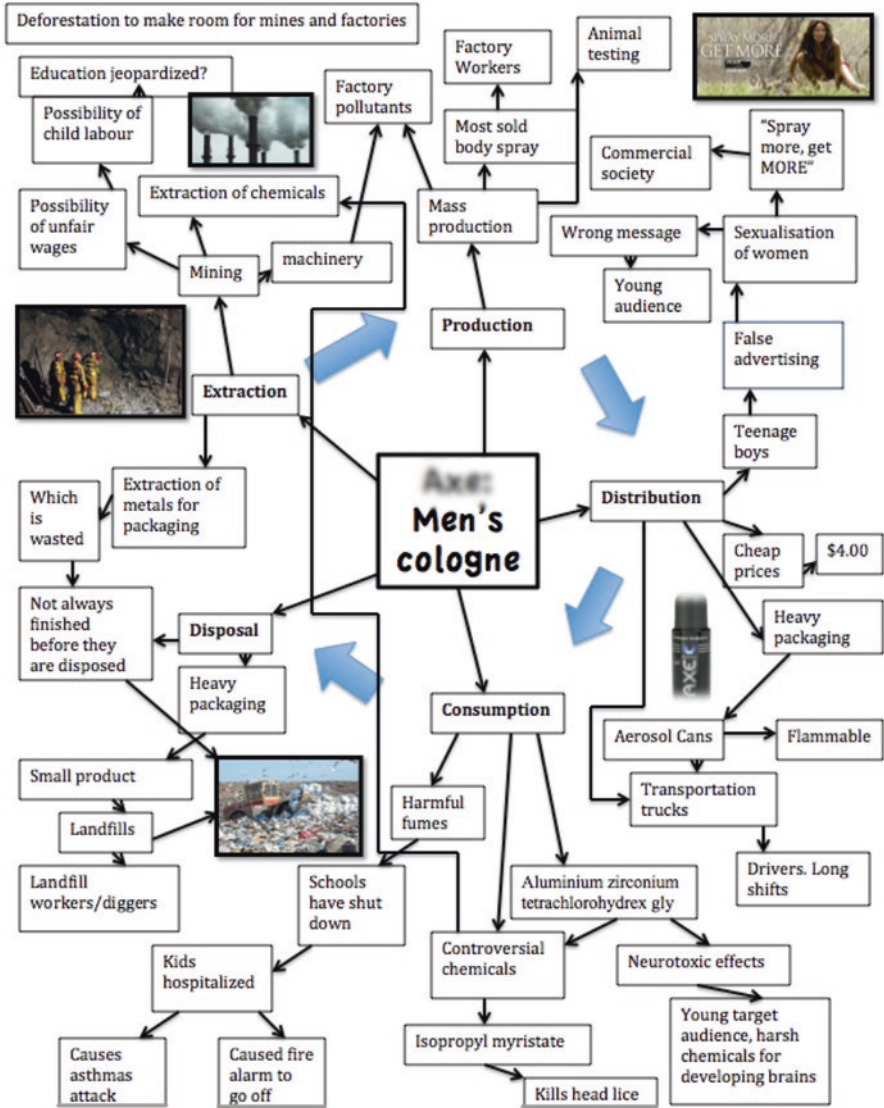 Deforestation to make room for mines and factories
Education jeopardized?
Possibility of
child labour
Possibility
of unfair
wages
Extraction of chemicals
Mining
machinery
Factory
pollutants
Factory
Workers
Most sold
body spray
Mass
production
Animal
testing
Production
SPRAY MORE
GET MORE
"Spray
more, get
MORE"
Commercial
society
Wrong message
Sexualisation
of women
Young
audience
False
advertising
Teenage
boys
Extraction
Extraction of
metals for
packaging
Which
is
wasted
Axe:
Men's
cologne
Distribution
Cheap
prices
$4.00
Heavy
packaging
AXE
Aerosol Cans
Flammable
Transportation
trucks
Drivers. Long
shifts
Not always
finished
before they
are disposed
Disposal
Heavy
packaging
Small product
Landfills
Landfill
workers/diggers
Consumption
Harmful
fumes
Schools
have shut
down
Kids
hospitalized
Causes
asthmas
attack
Caused fire
alarm to
go off
Aluminium zirconium
tetrachlorohydrex gly
Controversial
chemicals
Neurotoxic effects
Isopropyl myristate
Kills head lice
Young target
audience, harsh
chemicals for
developing brains